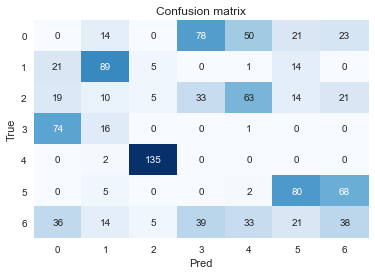 Confusion matrix
0 0 14 0 78 50 21 23
1 21 89 5 0 1 14 0
2 19 10 5 33 63 14 21
True
3 74 16 0 0 1 0 0
4 0 2 135 0 0 0 0
5 0 5 0 0 2 80 68
6 36 14 5 39 33 21 38
0 1 2 3 4 5 6
Pred